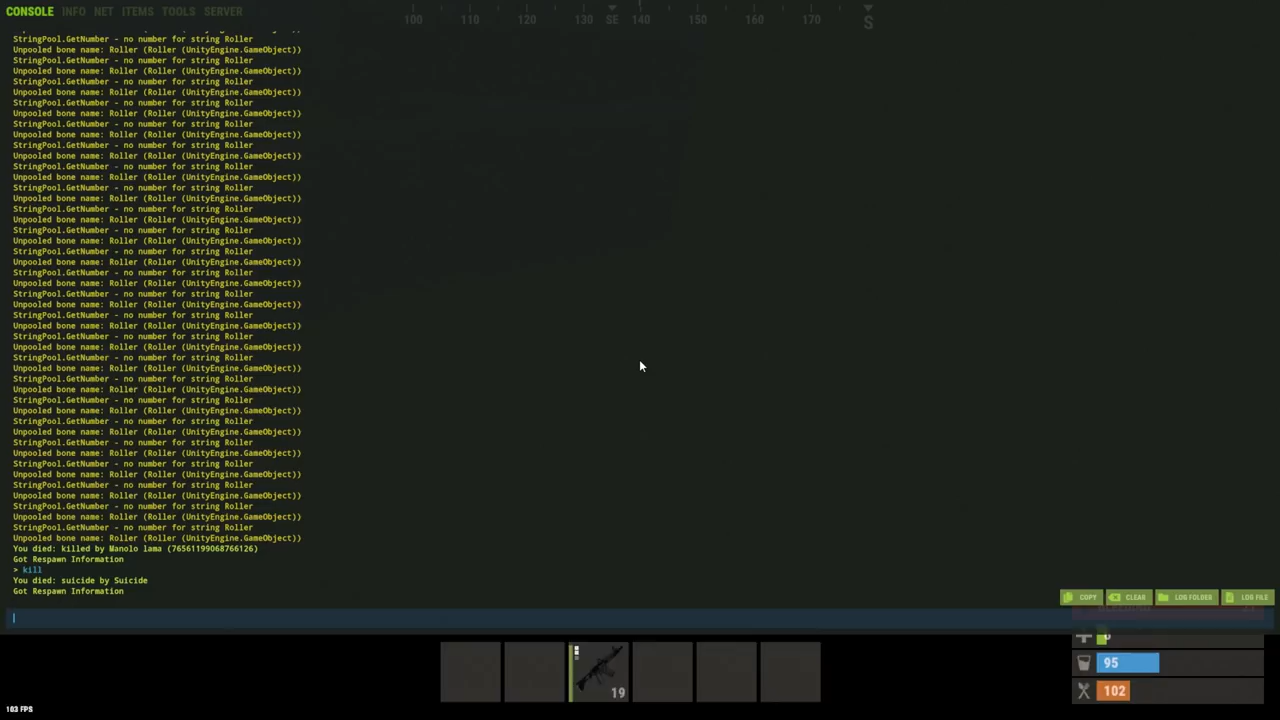 CONSOLE INFO NET ITEMS TOOLS SERVER
100 110 120 130 SE 140 150 160 170 S
StringPool.GetNumber - no number for string Roller
Unpooled bone name: Roller (Roller (UnityEngine.GameObject))
StringPool.GetNumber - no number for string Roller
Unpooled bone name: Roller (Roller (UnityEngine.GameObject))
StringPool.GetNumber - no number for string Roller
Unpooled bone name: Roller (Roller (UnityEngine.GameObject))
StringPool.GetNumber - no number for string Roller
Unpooled bone name: Roller (Roller (UnityEngine.GameObject))
StringPool.GetNumber - no number for string Roller
Unpooled bone name: Roller (Roller (UnityEngine.GameObject))
StringPool.GetNumber - no number for string Roller
Unpooled bone name: Roller (Roller (UnityEngine.GameObject))
StringPool.GetNumber - no number for string Roller
Unpooled bone name: Roller (Roller (UnityEngine.GameObject))
StringPool.GetNumber - no number for string Roller
Unpooled bone name: Roller (Roller (UnityEngine.GameObject))
StringPool.GetNumber - no number for string Roller
Unpooled bone name: Roller (Roller (UnityEngine.GameObject))
StringPool.GetNumber - no number for string Roller
Unpooled bone name: Roller (Roller (UnityEngine.GameObject))
StringPool.GetNumber - no number for string Roller
Unpooled bone name: Roller (Roller (UnityEngine.GameObject))
StringPool.GetNumber - no number for string Roller
Unpooled bone name: Roller (Roller (UnityEngine.GameObject))
StringPool.GetNumber - no number for string Roller
Unpooled bone name: Roller (Roller (UnityEngine.GameObject))
StringPool.GetNumber - no number for string Roller
Unpooled bone name: Roller (Roller (UnityEngine.GameObject))
StringPool.GetNumber - no number for string Roller
Unpooled bone name: Roller (Roller (UnityEngine.GameObject))
StringPool.GetNumber - no number for string Roller
Unpooled bone name: Roller (Roller (UnityEngine.GameObject))
StringPool.GetNumber - no number for string Roller
Unpooled bone name: Roller (Roller (UnityEngine.GameObject))
StringPool.GetNumber - no number for string Roller
Unpooled bone name: Roller (Roller (UnityEngine.GameObject))
StringPool.GetNumber - no number for string Roller
Unpooled bone name: Roller (Roller (UnityEngine.GameObject))
StringPool.GetNumber - no number for string Roller
Unpooled bone name: Roller (Roller (UnityEngine.GameObject))
StringPool.GetNumber - no number for string Roller
Unpooled bone name: Roller (Roller (UnityEngine.GameObject))
StringPool.GetNumber - no number for string Roller
Unpooled bone name: Roller (Roller (UnityEngine.GameObject))
StringPool.GetNumber - no number for string Roller
Unpooled bone name: Roller (Roller (UnityEngine.GameObject))
StringPool.GetNumber - no number for string Roller
Unpooled bone name: Roller (Roller (UnityEngine.GameObject))
You died: killed by Manolo lama (76561199068766126)
Got Respawn Information
> kill
You died: suicide by Suicide
Got Respawn Information
COPY CLEAR LOG FOLDER LOG FILE
95
19
102
103 FPS